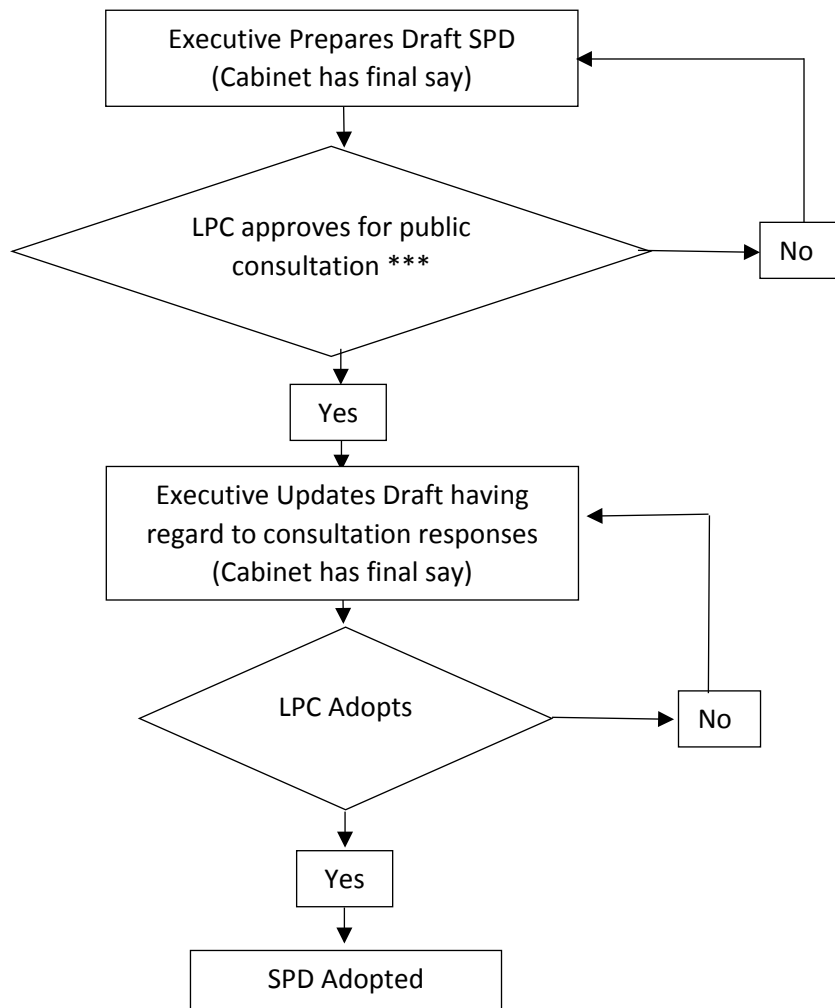 Executive Prepares Draft SPD
(Cabinet has final say)
LPC approves for public
consultation ***
No
Yes
Executive Updates Draft having
regard to consultation responses
(Cabinet has final say)
LPC Adopts
No
Yes
SPD Adopted